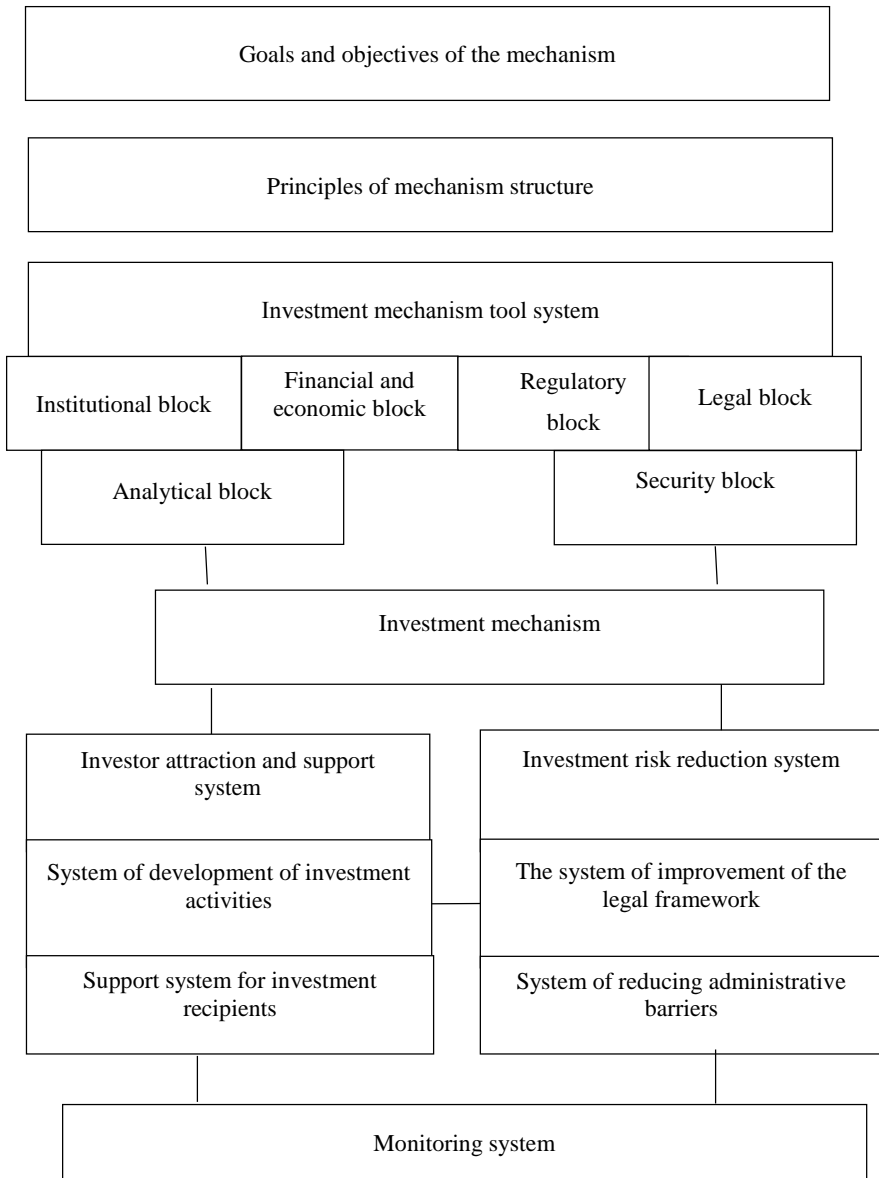 Goals and objectives of the mechanism
Principles of mechanism structure
Investment mechanism tool system
Institutional block
Financial and
economic block
Regulatory
block
Legal block
Analytical block
Security block
Investment mechanism
Investor attraction and support
system
Investment risk reduction system
System of development of investment
activities
The system of improvement of the
legal framework
Support system for investment
recipients
System of reducing administrative
barriers
Monitoring system